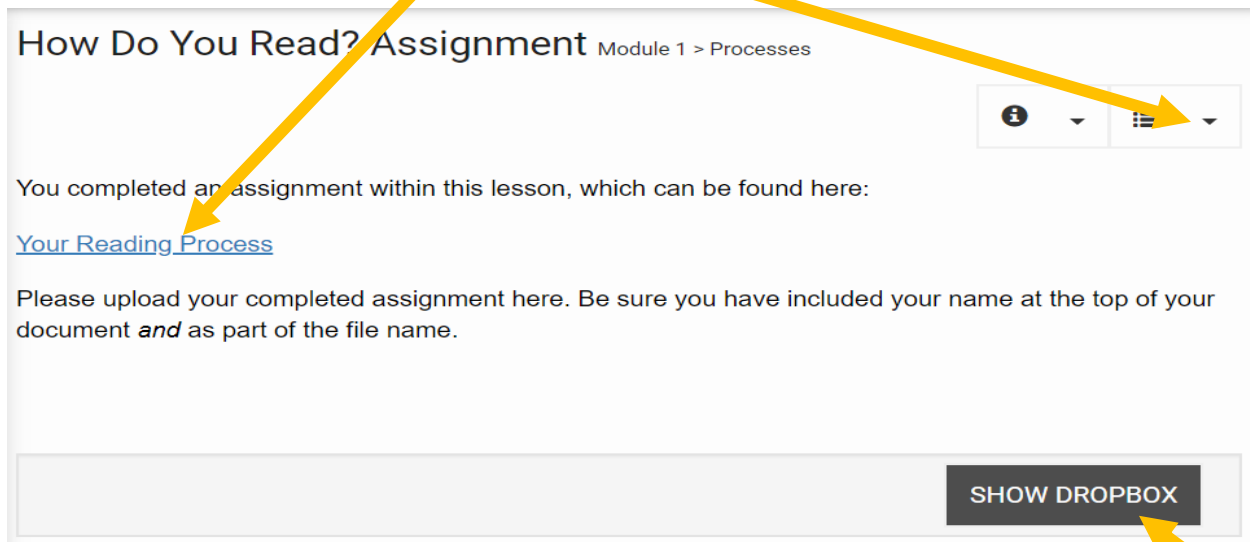 How Do You Read? Assignment Module 1 > Processes
You completed an assignment within this lesson, which can be found here:
Your Reading Process
Please upload your completed assignment here. Be sure you have included your name at the top of your
document and as part of the file name.
SHOW DROPBOX